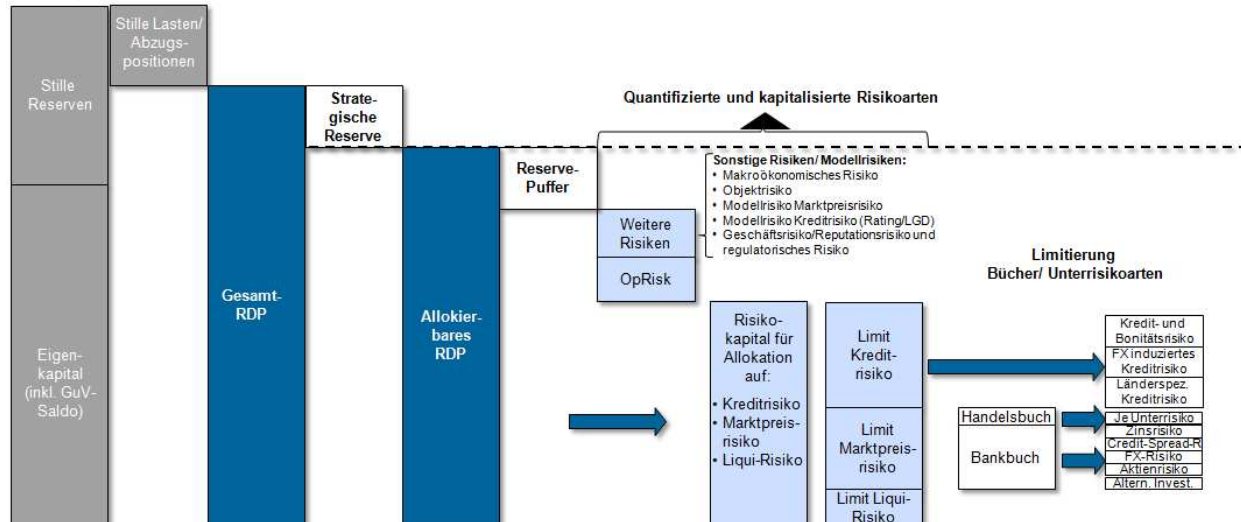 Stille
Reserven
Eigen-
kapital
(inkl. GuV-
Saldo)
Stille Lasten/
Abzugs-
positionen
Gesamt-
RDP
Strate-
gische
Reserve
Allokier-
bares
RDP
Reserve-
Puffer
Quantifizierte und kapitalisierte Risikoarten
Weitere
Risiken
OpRisk
Sonstige Risiken/ Modellrisiken:
• Makroökonomisches Risiko
• Objektrisiko
• Modellrisiko Marktpreisrisiko
• Modellrisiko Kreditrisiko (Rating/LGD)
• Geschäftsrisiko/Reputationsrisiko und
regulatorisches Risiko
Risiko-
kapital für
Allokation
auf:
• Kreditrisiko
• Marktpreis-
risiko
• Liqui-Risiko
Limit
Kredit-
risiko
Limit
Marktpreis-
risiko
Limit Liqui-
Risiko
Limitierung
Bücher/ Unterrisikoarten
Kredit- und
Bonitätsrisiko
FX induziertes
Kreditrisiko
Länderspez.
Kreditrisiko
Handelsbuch
Bankbuch
Je Unterrisiko
Zinsrisiko
Credit-Spread-R
FX-Risiko
Aktienrisiko
Altern. Invest.